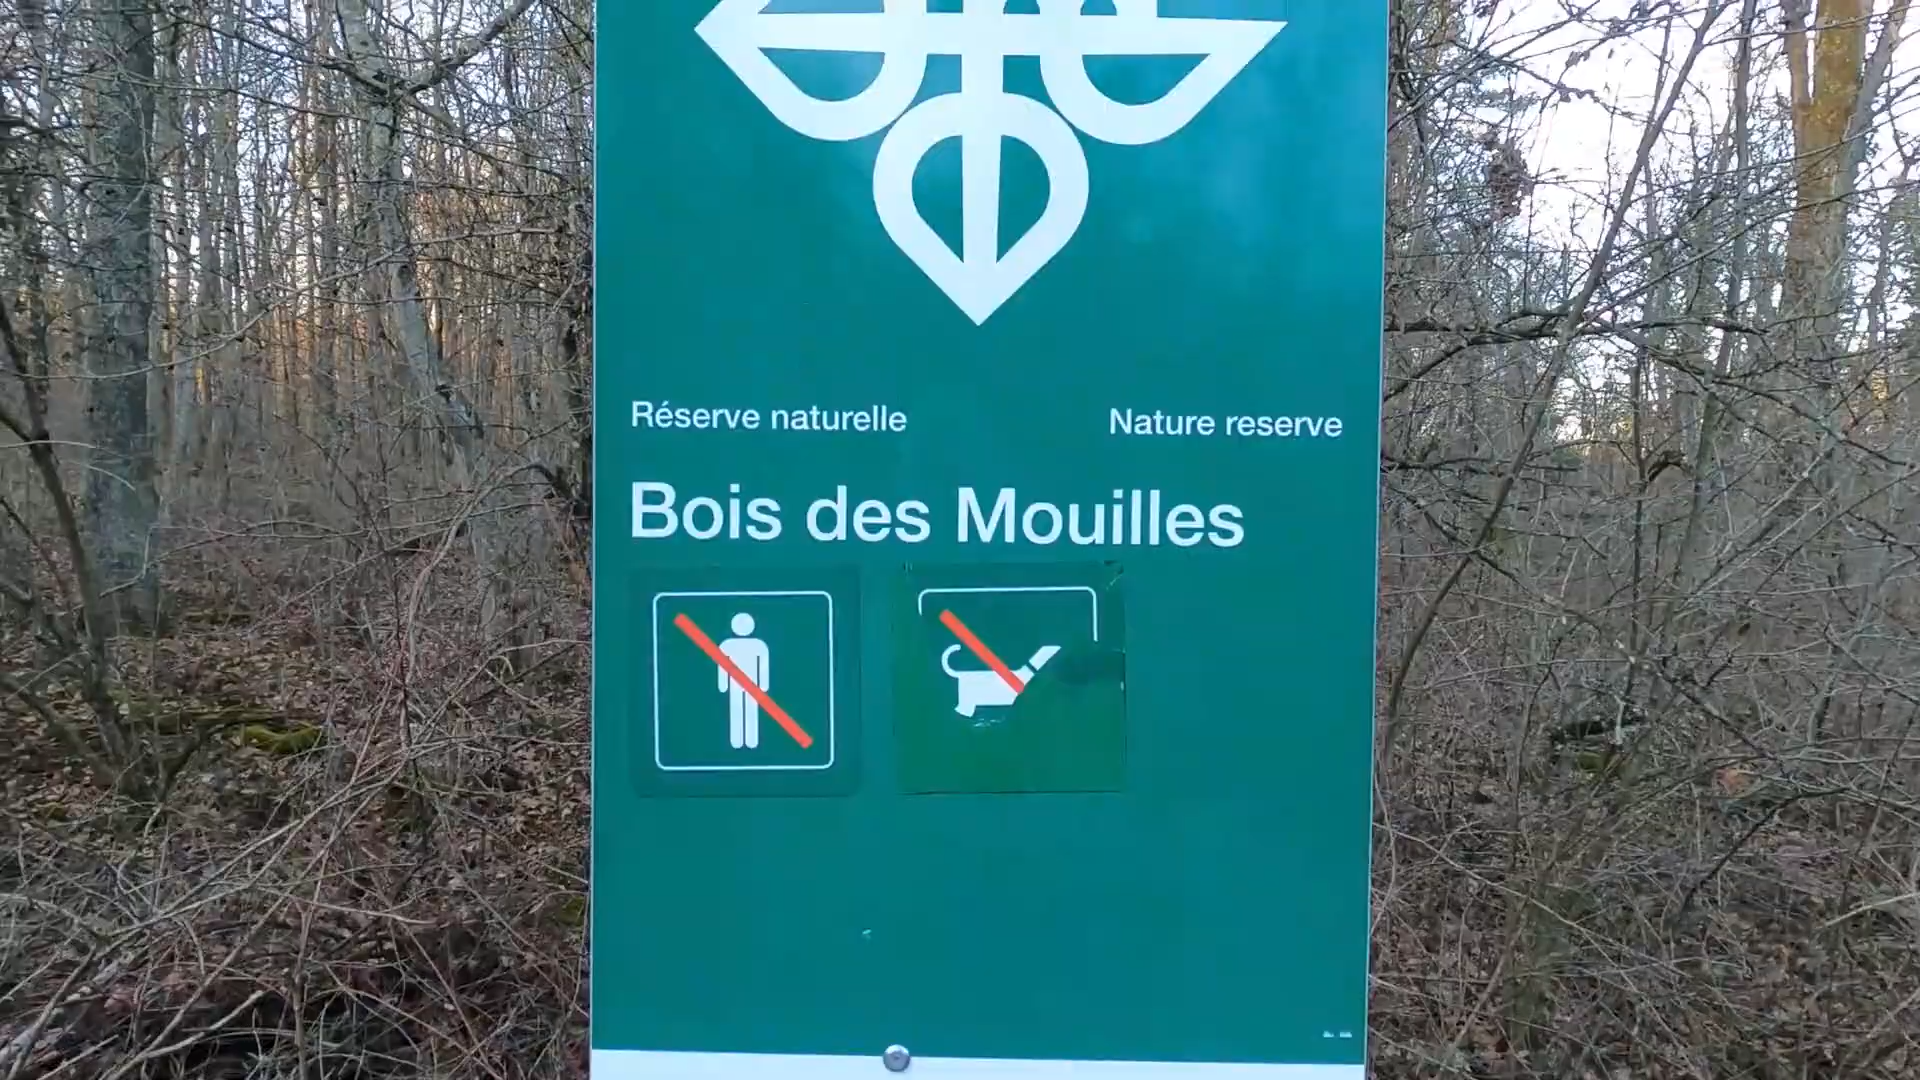 Réserve naturelle
Nature reserve
Bois des Mouilles